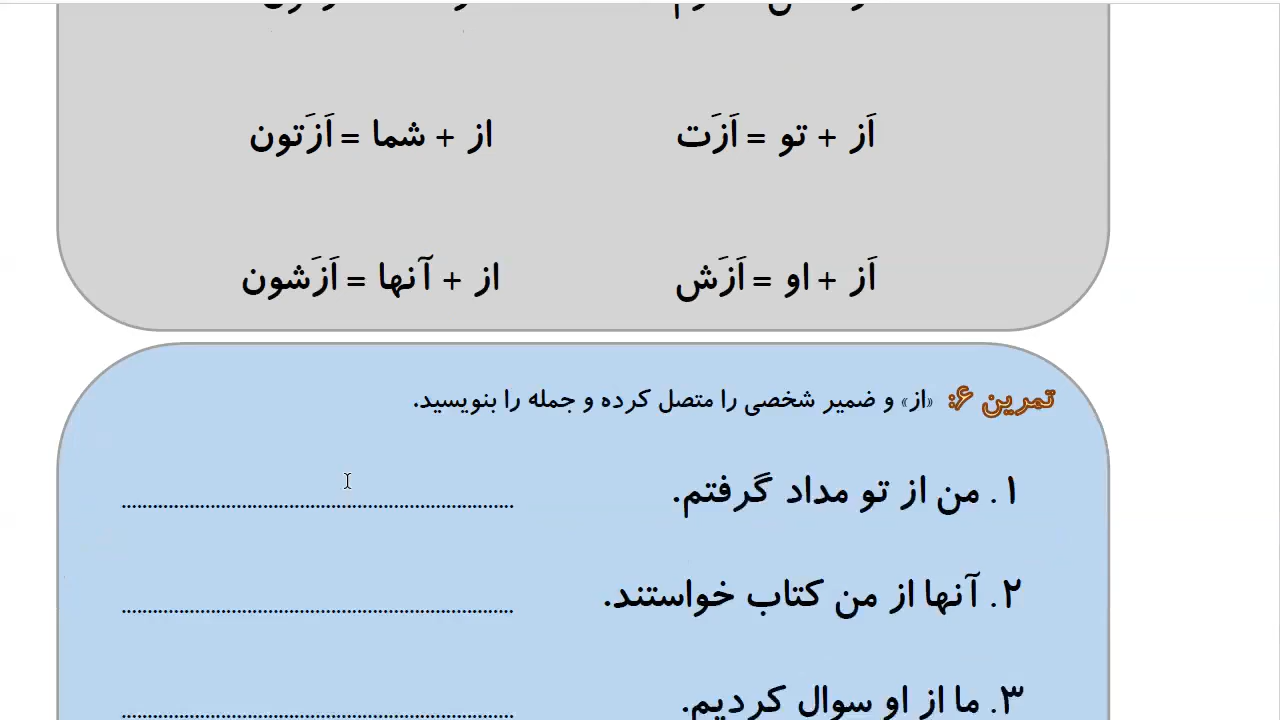 اَز + تو = اَزَت
از + شما = اَزَتون
اَز + او = اَزَش
از + آنها = اَزَشون
تمرین ۶: «از» و ضمیر شخصی را متصل کرده و جمله را بنویسید.
۱. من از تو مداد گرفتم. ........................................
۲. آنها از من کتاب خواستند. ........................................
۳. ما از او سوال کردیم. ........................................